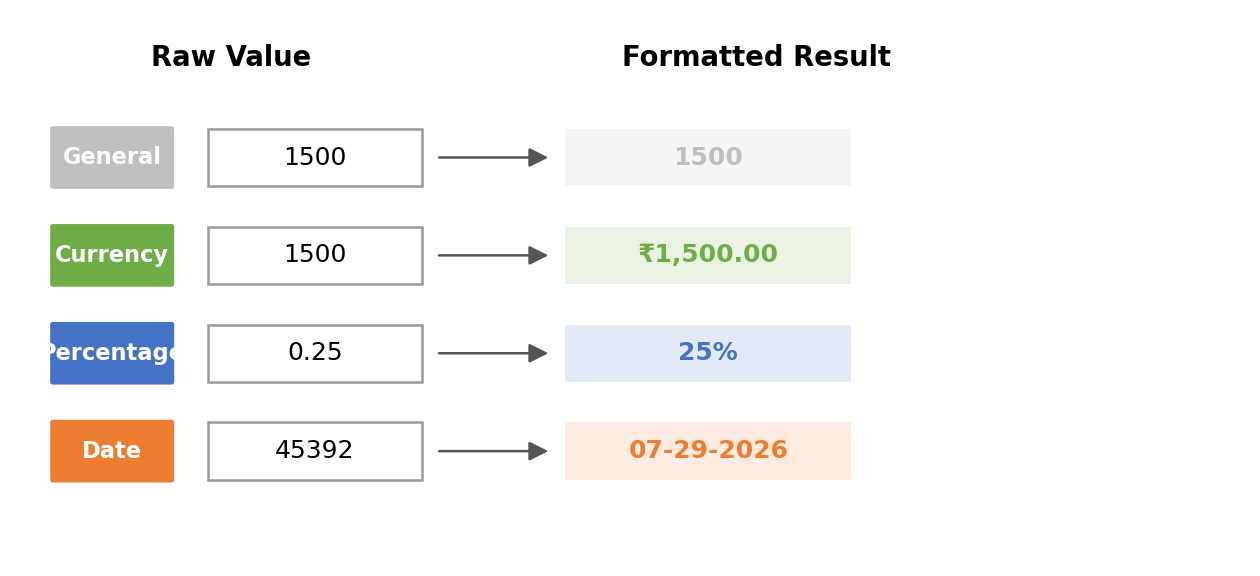 Raw Value
Formatted Result
General 1500 1500
Currency 1500 ₹1,500.00
Percentage 0.25 25%
Date 45392 07-29-2026